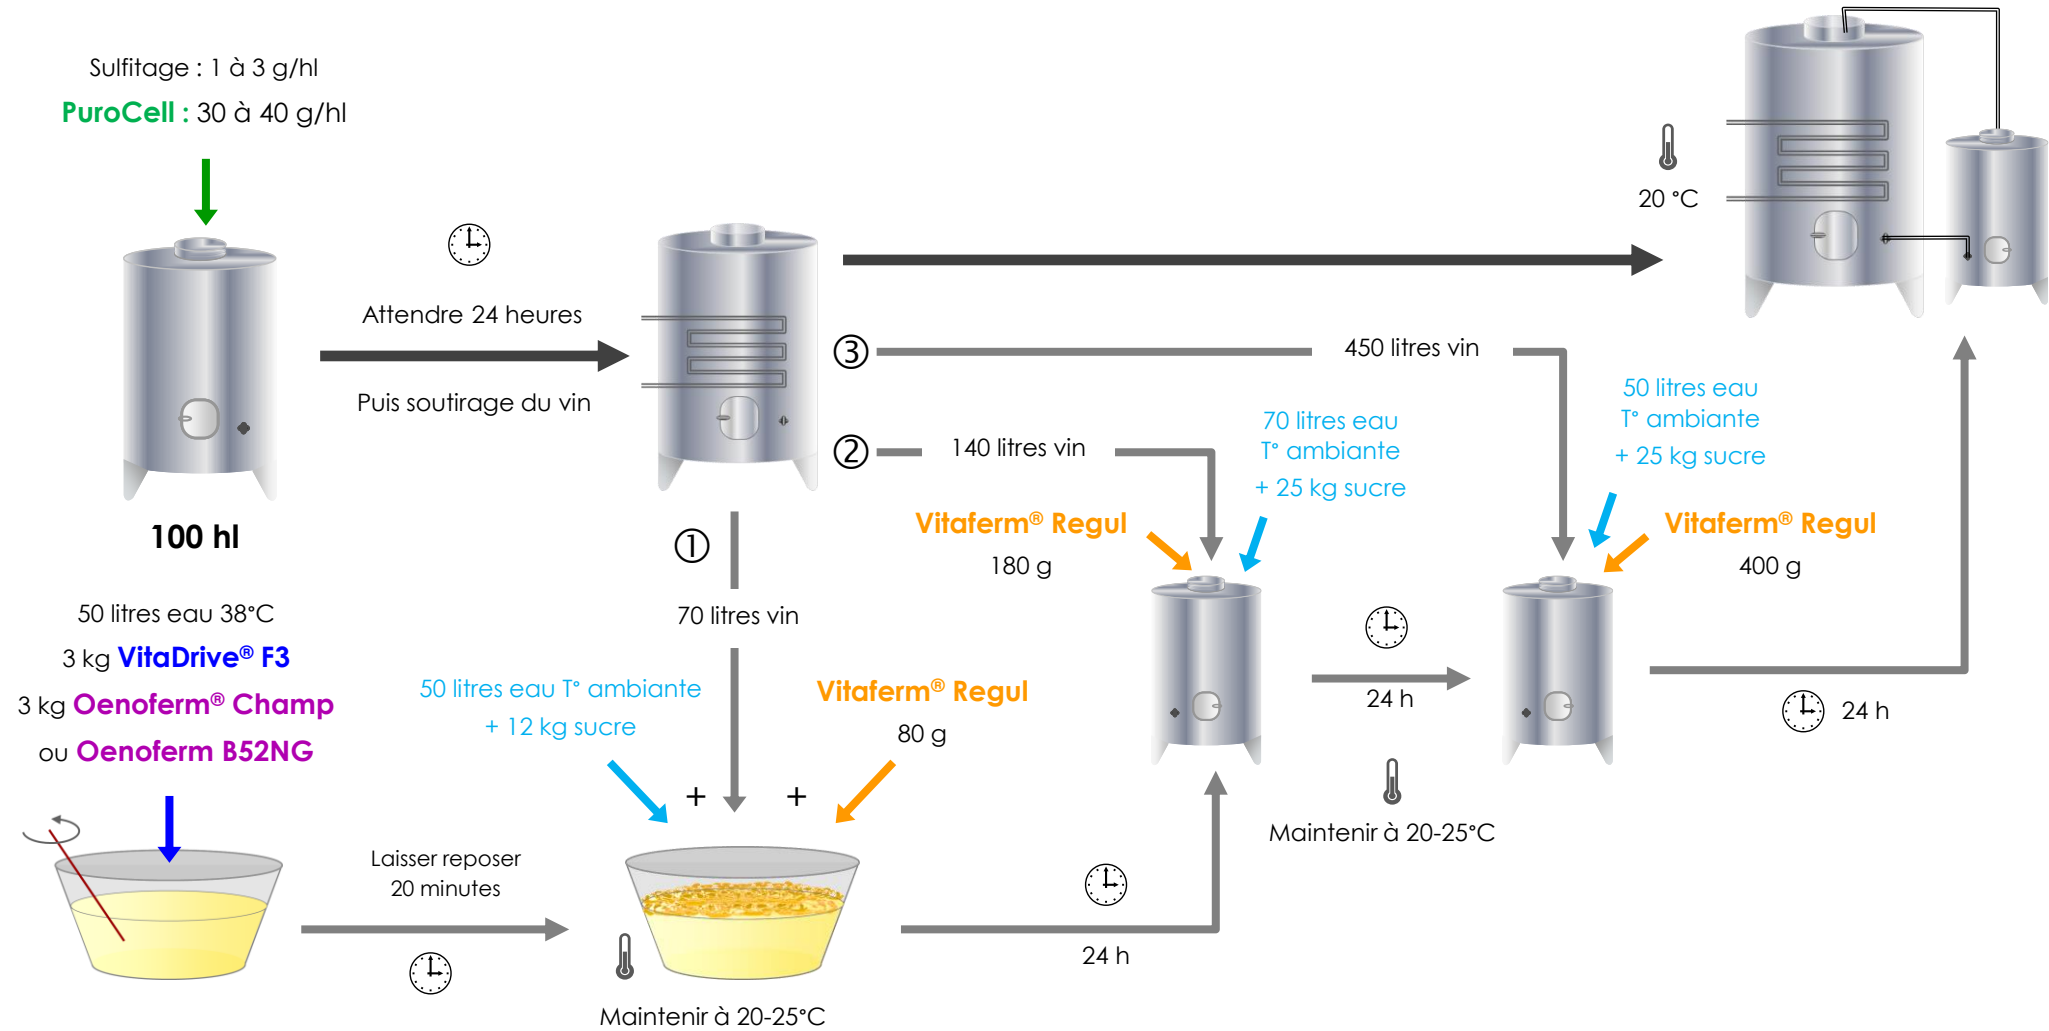 Sulfitage : 1 à 3 g/hl
PuroCell : 30 à 40 g/hl
100 hl
Attendre 24 heures
Puis soutirage du vin
20 °C
③
450 litres vin
②
140 litres vin
①
70 litres vin
50 litres eau
T° ambiante
+ 25 kg sucre
70 litres eau
T° ambiante
+ 25 kg sucre
Vitaferm® Regul
180 g
Vitaferm® Regul
400 g
50 litres eau 38°C
3 kg VitaDrive® F3
3 kg Oenoferm® Champ
ou Oenoferm B52NG
50 litres eau T° ambiante
+ 12 kg sucre
Vitaferm® Regul
80 g
+ +
Laisser reposer
20 minutes
Maintenir à 20-25°C
24 h
24 h
Maintenir à 20-25°C
24 h